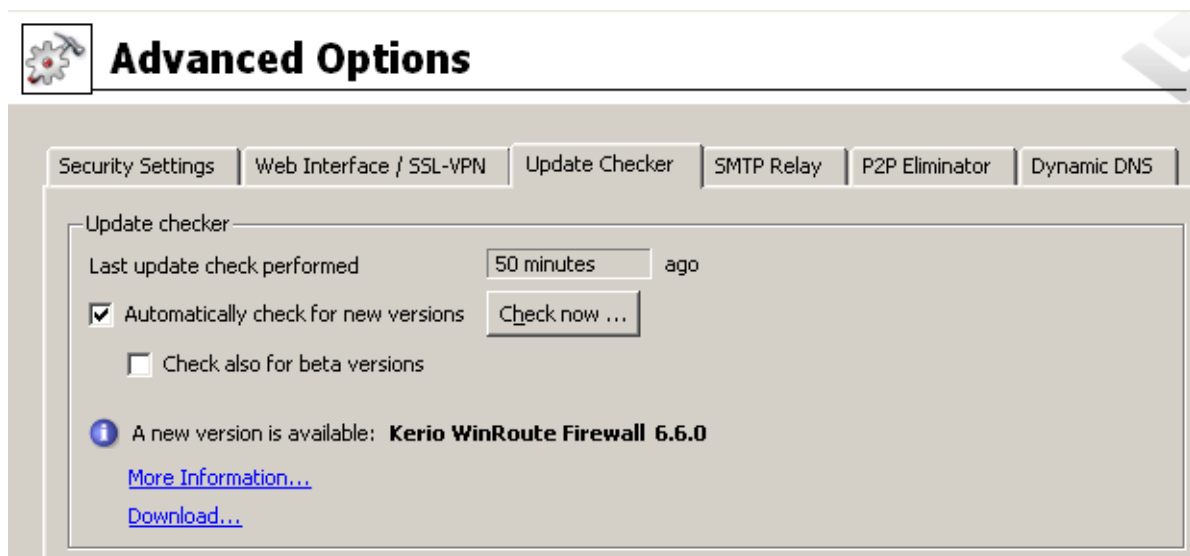 Advanced Options
Security Settings Web Interface / SSL-VPN Update Checker SMTP Relay P2P Eliminator Dynamic DNS
Update checker
Last update check performed 50 minutes ago
Automatically check for new versions Check now ...
Check also for beta versions
A new version is available: Kerio WinRoute Firewall 6.6.0
More Information...
Download...